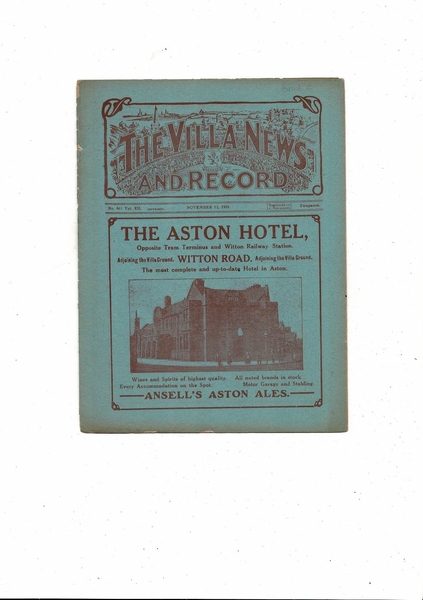 THE VILLA NEWS
AND RECORD
NOVEMBER 12, 1921
Twopence.
THE ASTON HOTEL,
Opposite Tram Terminus and Witton Railway Station.
Adjoining the Villa Ground. WITTON ROAD. Adjoining the Villa Ground.
The most complete and up-to-date Hotel in Aston.
Wines and Spirits of highest quality. All noted brands in stock.
Every Accommodation on the Spot. Motor Garage and Stabling.
ANSELL'S ASTON ALES.